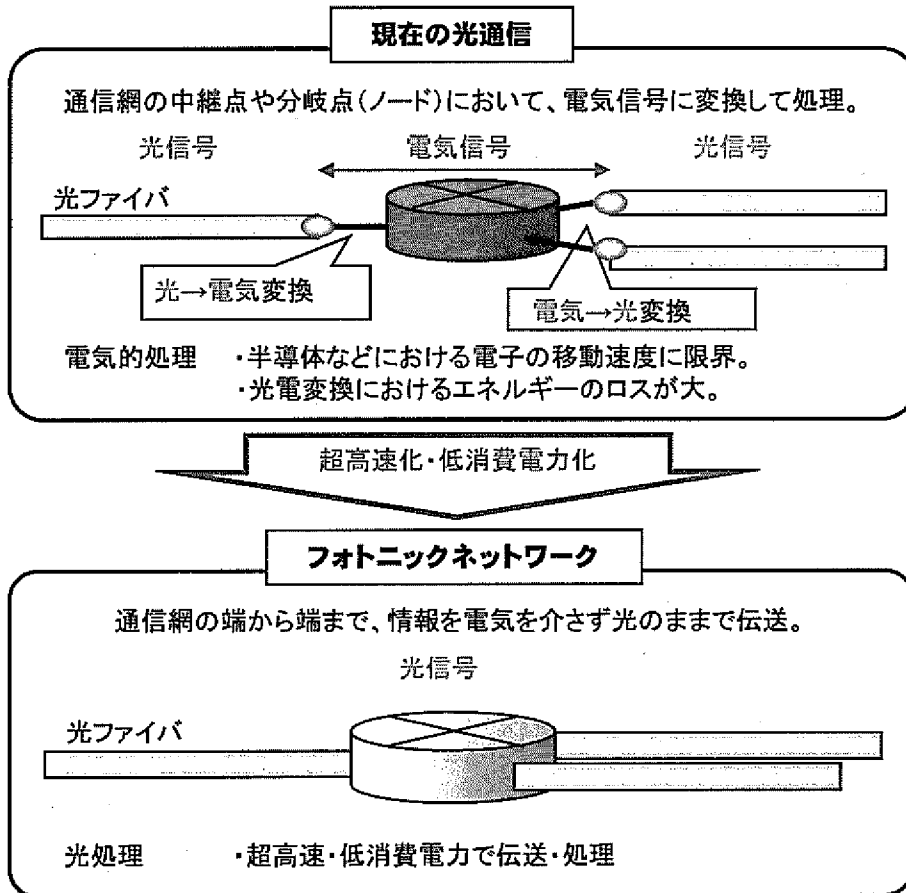 現在の光通信
通信網の中継点や分岐点(ノード)において、電気信号に変換して処理。
光信号 電気信号 光信号
光ファイバ
光→電気変換
電気→光変換
電気的処理 ・半導体などにおける電子の移動速度に限界。
・光電変換におけるエネルギーのロスが大。
超高速化・低消費電力化
フォトニックネットワーク
通信網の端から端まで、情報を電気を介さず光のままで伝送。
光信号
光ファイバ
光処理 ・超高速・低消費電力で伝送・処理